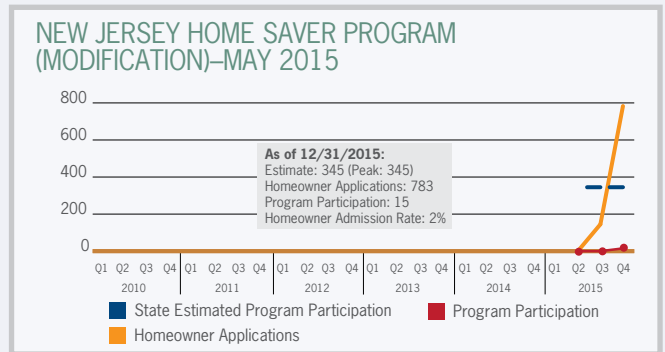 NEW JERSEY HOME SAVER PROGRAM
(MODIFICATION)–MAY 2015
800
600
400
200
0
As of 12/31/2015:
Estimate: 345 (Peak: 345)
Homeowner Applications: 783
Program Participation: 15
Homeowner Admission Rate: 2%
Q1 Q2 Q3 Q4 Q1 Q2 Q3 Q4 Q1 Q2 Q3 Q4 Q1 Q2 Q3 Q4 Q1 Q2 Q3 Q4 Q1 Q2 Q3 Q4
2010 2011 2012 2013 2014 2015
State Estimated Program Participation Program Participation
Homeowner Applications